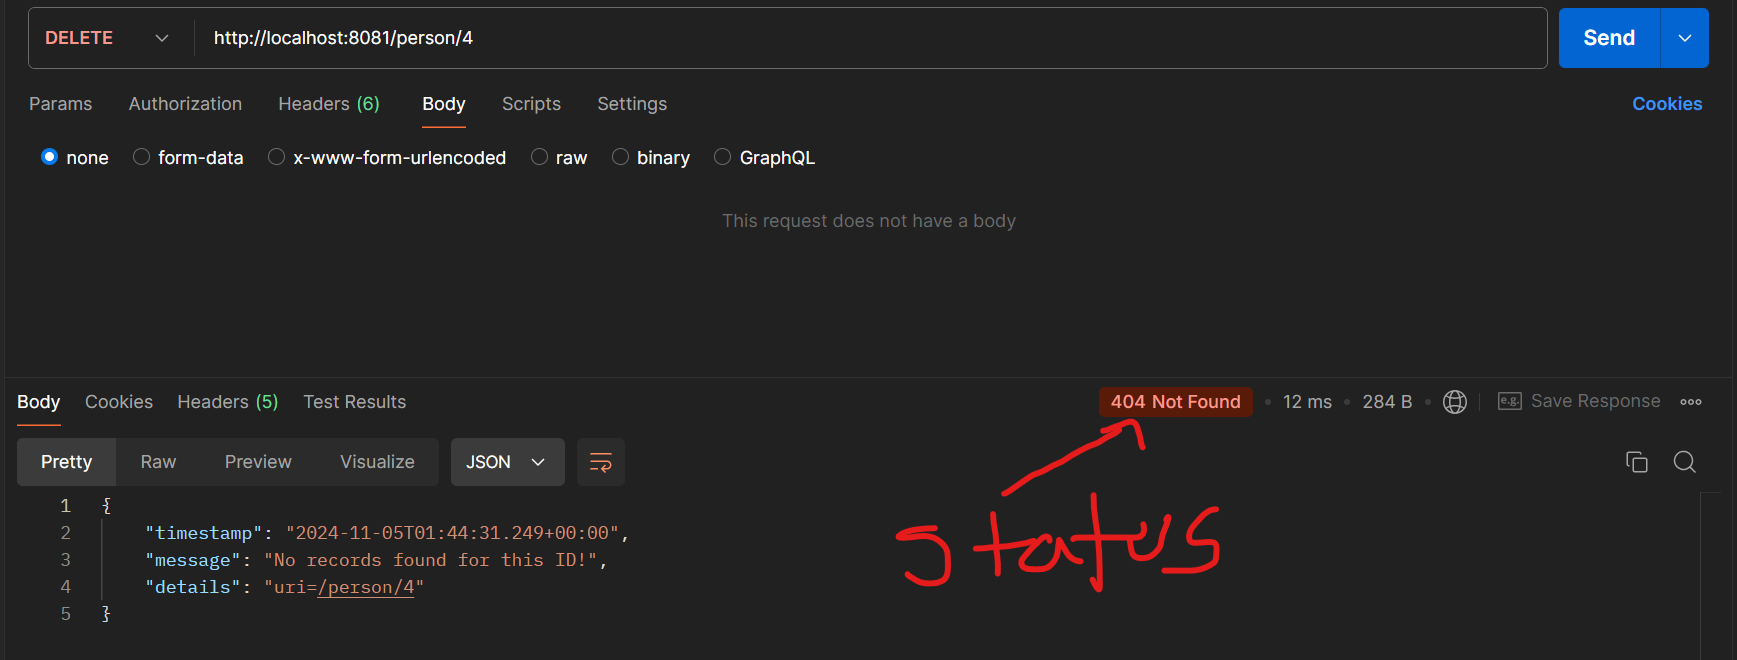 DELETE http://localhost:8081/person/4 Send
Params Authorization Headers (6) Body Scripts Settings Cookies
none form-data x-www-form-urlencoded raw binary GraphQL
This request does not have a body
Body Cookies Headers (5) Test Results 404 Not Found • 12 ms • 284 B • e.g. Save Response
Pretty Raw Preview Visualize JSON
1 {
2 "timestamp": "2024-11-05T01:44:31.249+00:00",
3 "message": "No records found for this ID!",
4 "details": "uri=/person/4"
5 }
status